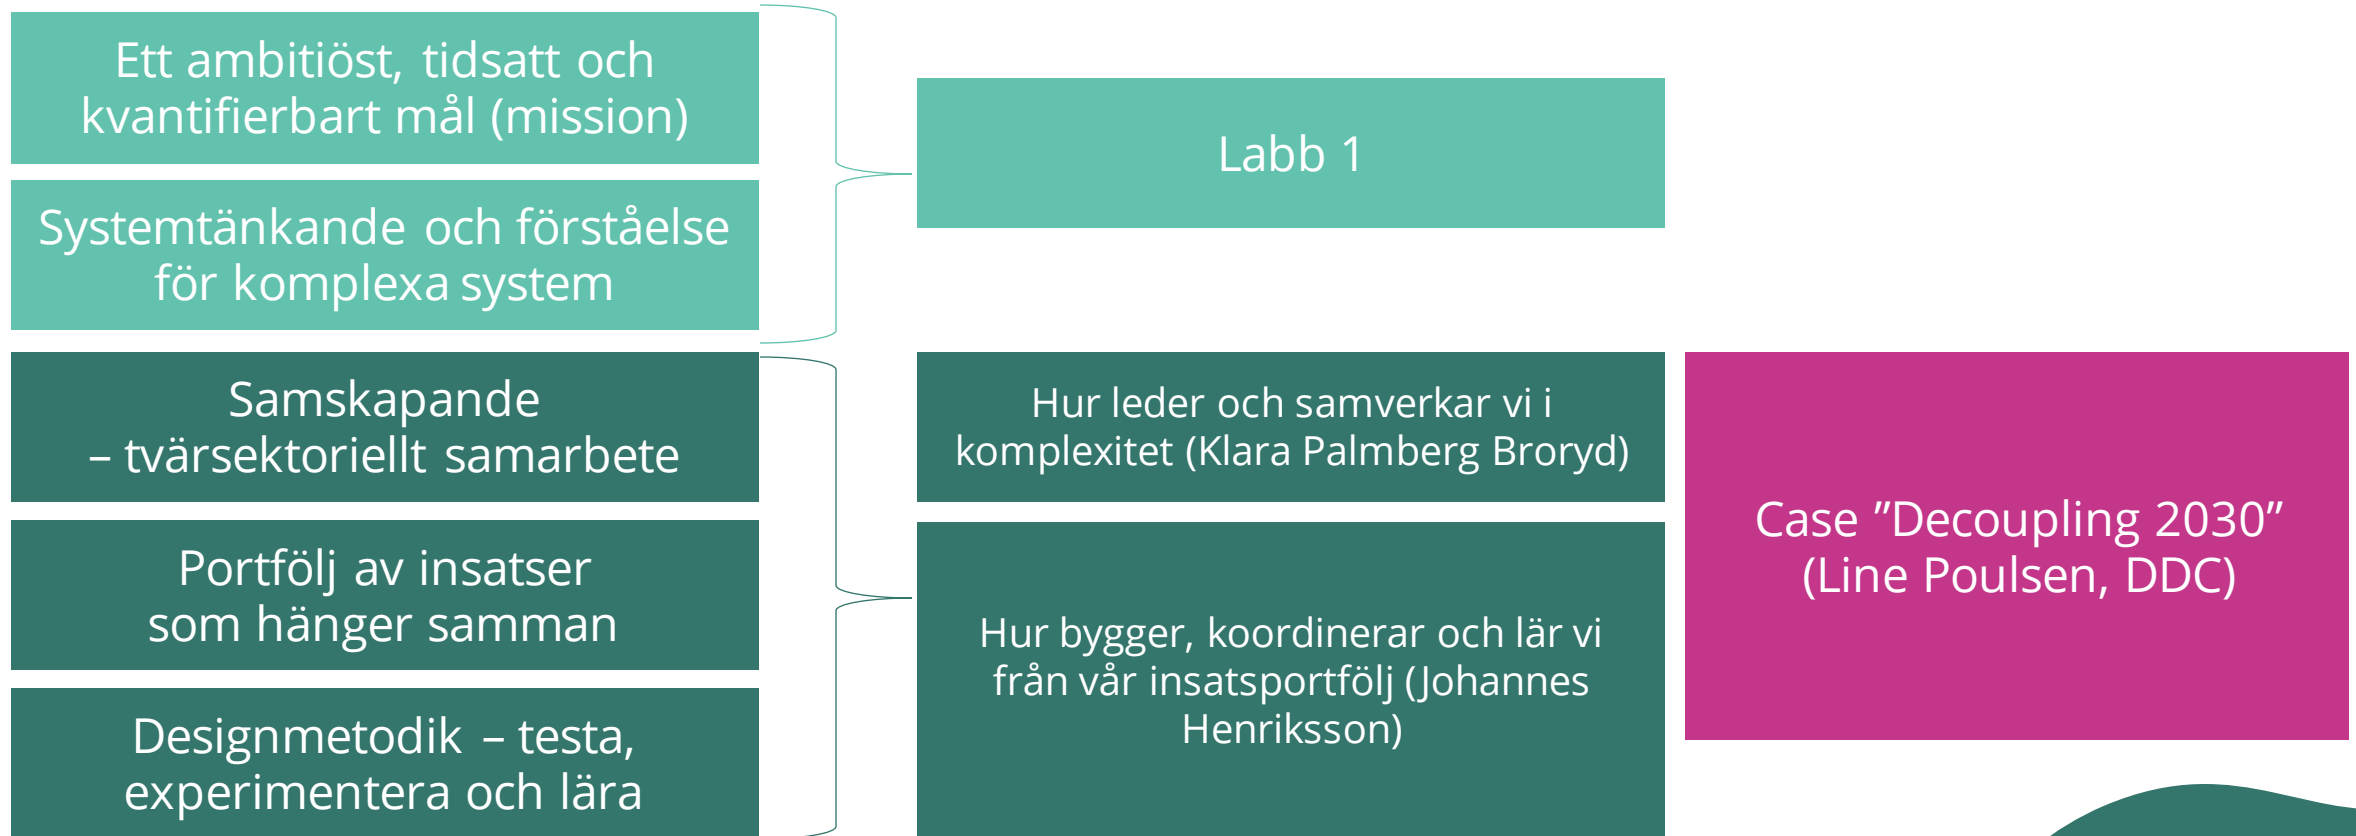 Ett ambitiöst, tidsatt och
kvantifierbart mål (mission)
Systemtänkande och förståelse
för komplexa system
Labb 1
Samskapande
– tvärsektoriellt samarbete
Portfölj av insatser
som hänger samman
Designmetodik – testa,
experimentera och lära
Hur leder och samverkar vi i
komplexitet (Klara Palmberg Broryd)
Hur bygger, koordinerar och lär vi
från vår insatsportfölj (Johannes
Henriksson)
Case ”Decoupling 2030”
(Line Poulsen, DDC)